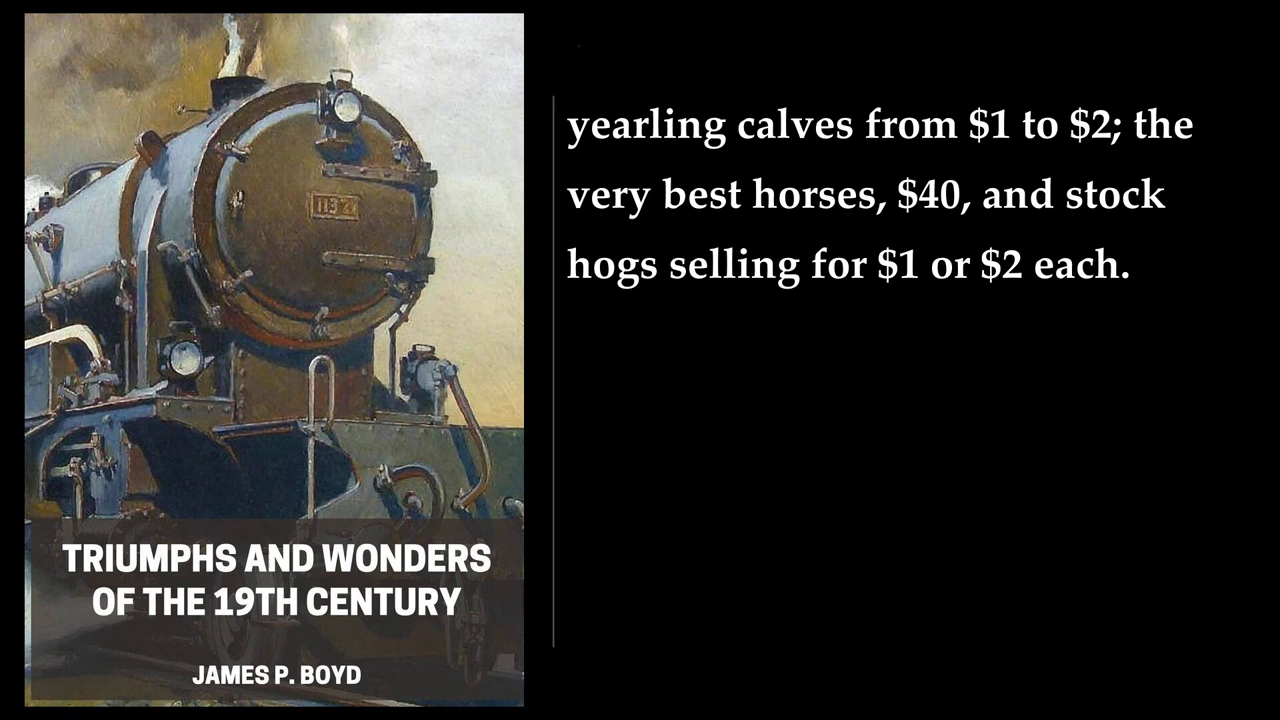 yearling calves from $1 to $2; the
very best horses, $40, and stock
hogs selling for $1 or $2 each.
TRIUMPHS AND WONDERS
OF THE 19TH CENTURY
JAMES P. BOYD